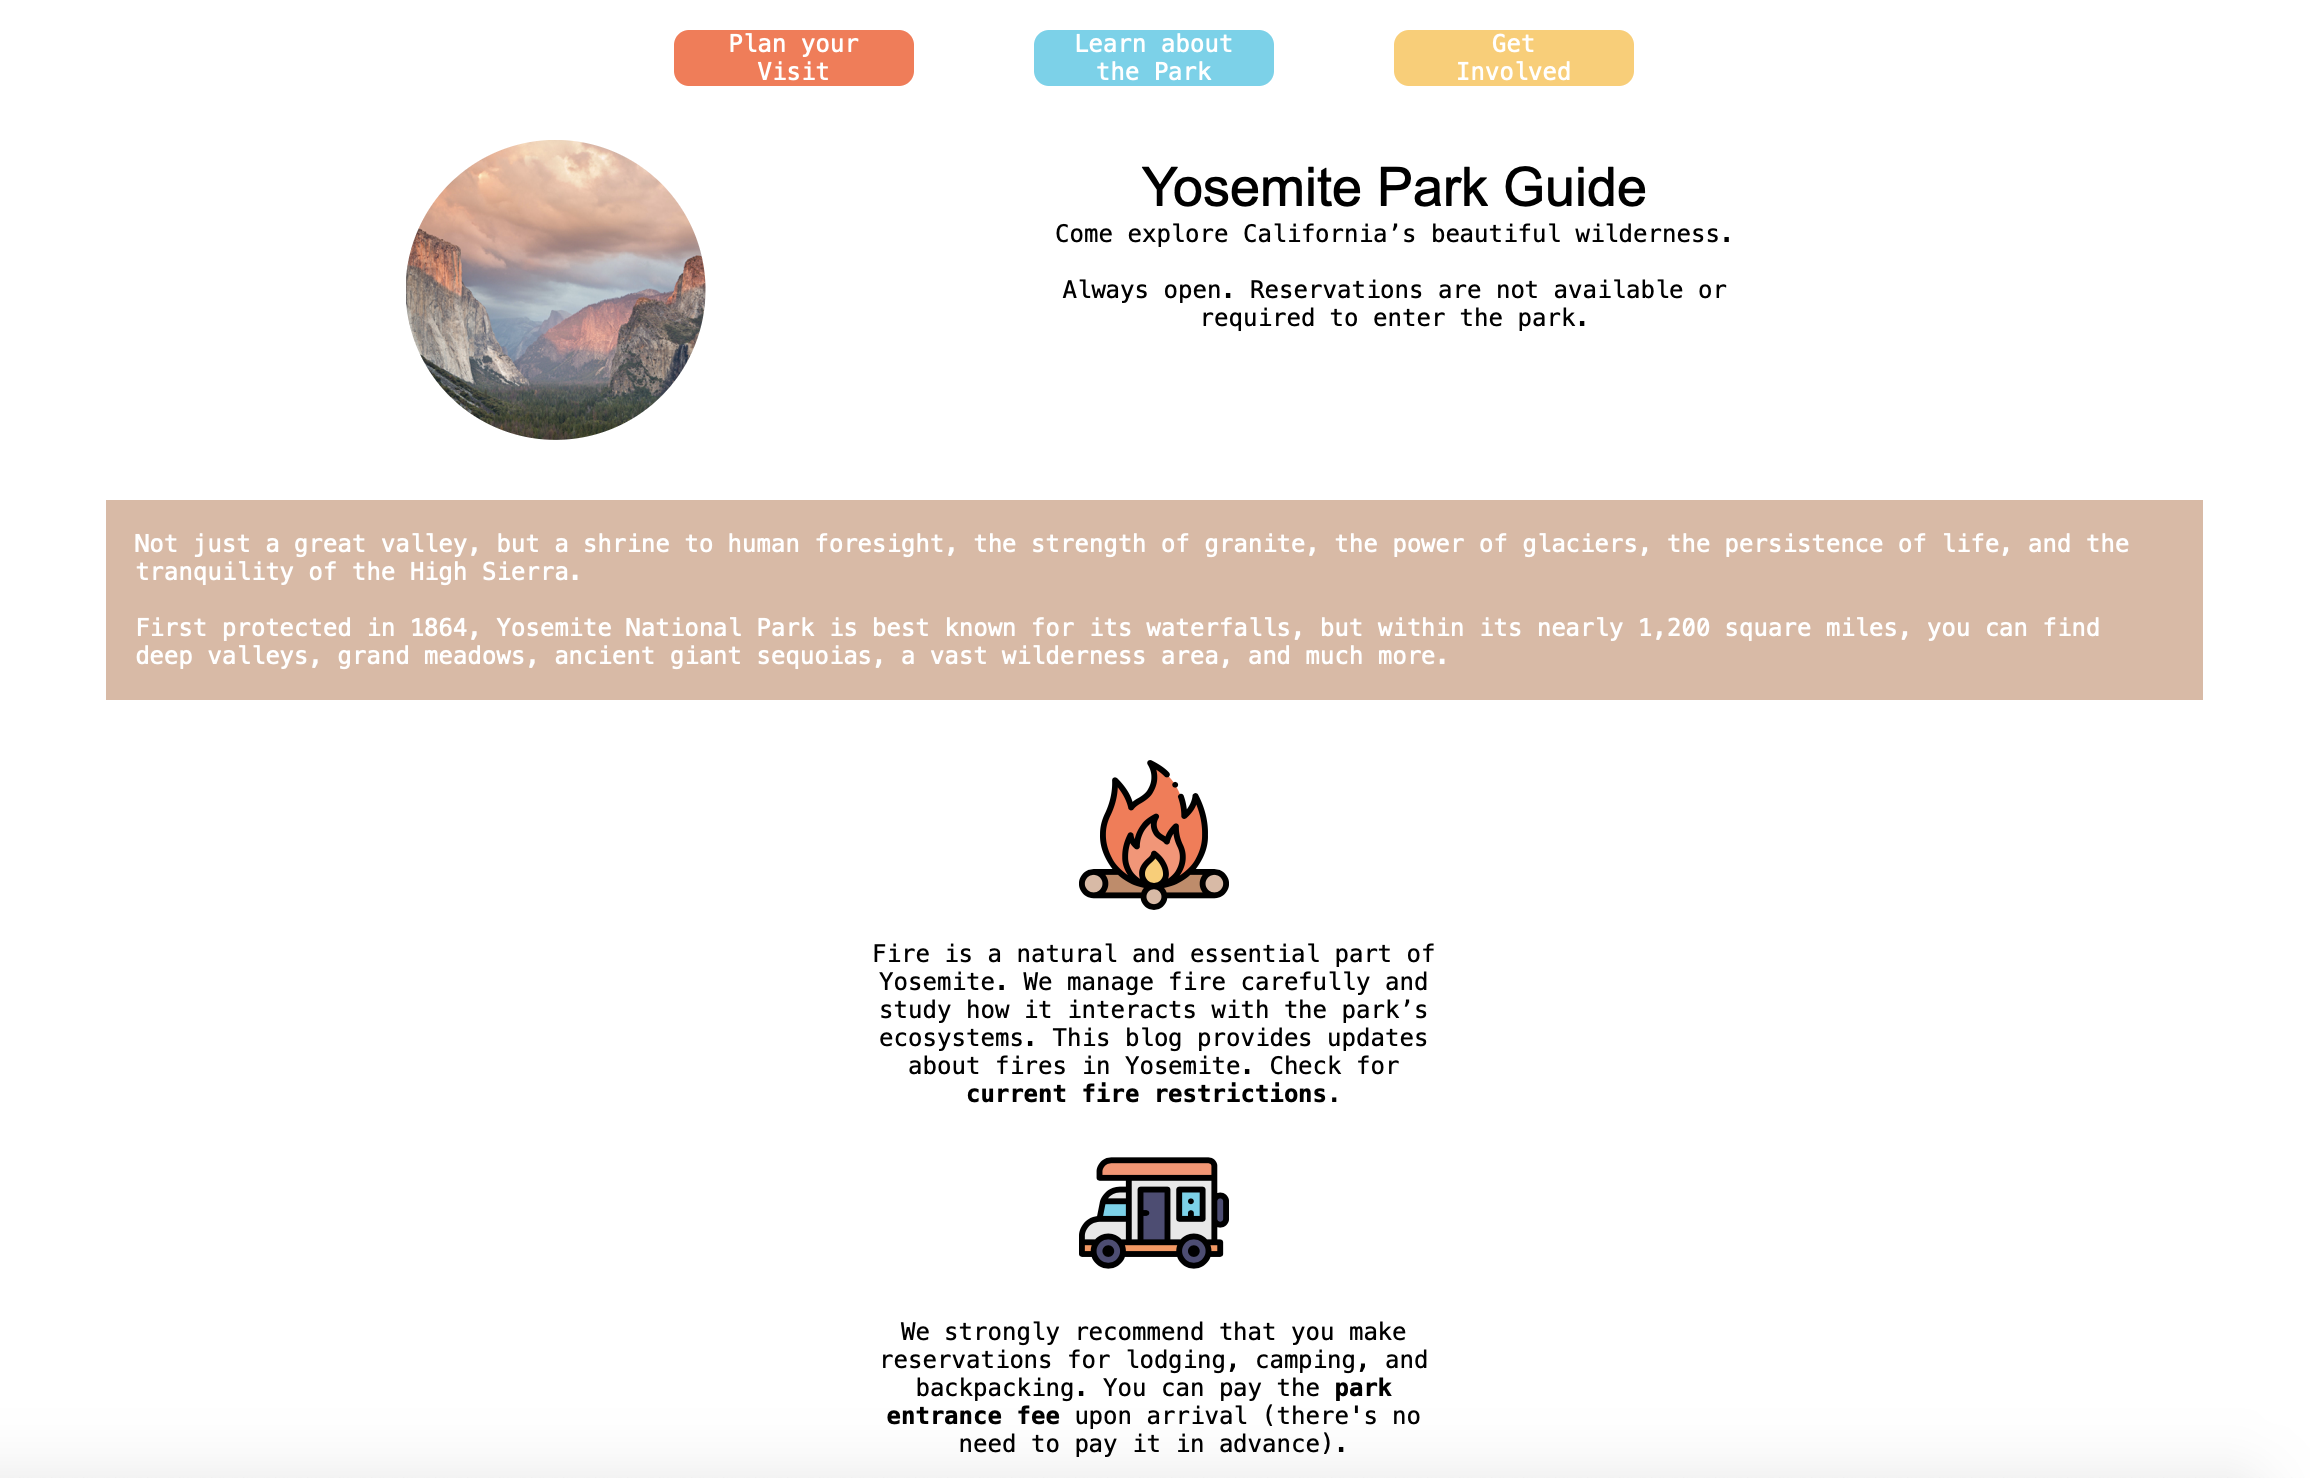 Plan your
Visit
Learn about
the Park
Get
Involved
Yosemite Park Guide
Come explore California’s beautiful wilderness.
Always open. Reservations are not available or
required to enter the park.
Not just a great valley, but a shrine to human foresight, the strength of granite, the power of glaciers, the persistence of life, and the
tranquility of the High Sierra.
First protected in 1864, Yosemite National Park is best known for its waterfalls, but within its nearly 1,200 square miles, you can find
deep valleys, grand meadows, ancient giant sequoias, a vast wilderness area, and much more.
Fire is a natural and essential part of
Yosemite. We manage fire carefully and
study how it interacts with the park’s
ecosystems. This blog provides updates
about fires in Yosemite. Check for
current fire restrictions.
We strongly recommend that you make
reservations for lodging, camping, and
backpacking. You can pay the park
entrance fee upon arrival (there's no
need to pay it in advance).